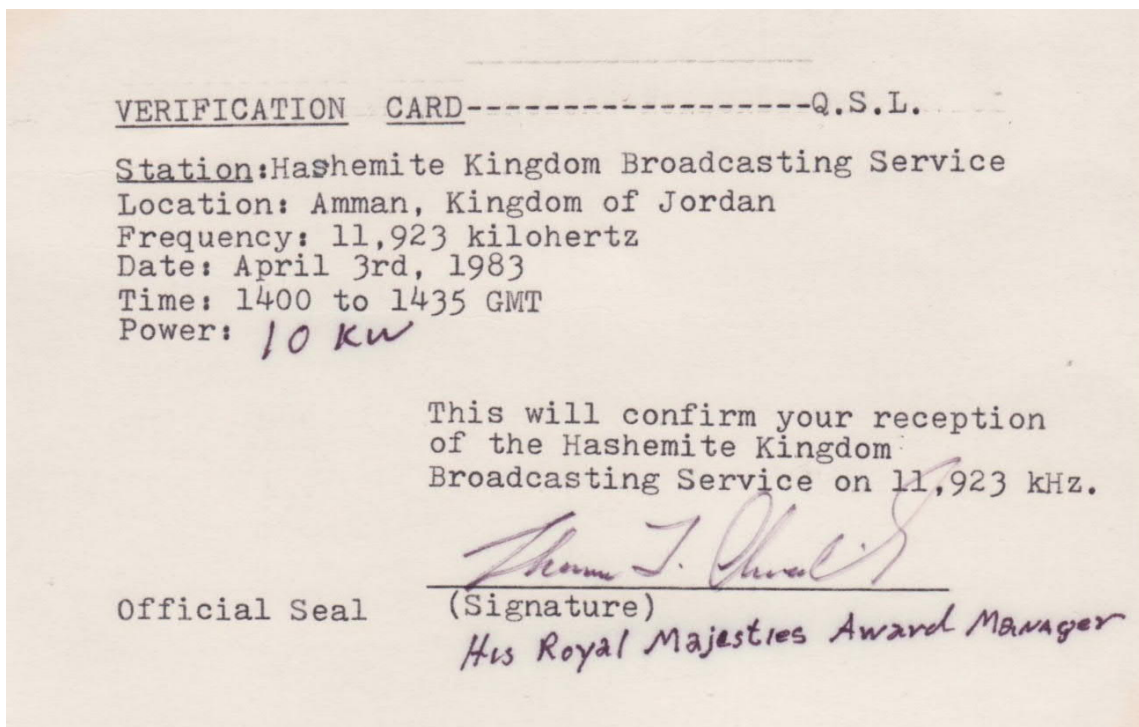 VERIFICATION CARD-------------------Q.S.L.
Station:Hashemite Kingdom Broadcasting Service
Location: Amman, Kingdom of Jordan
Frequency: 11,923 kilohertz
Date: April 3rd, 1983
Time: 1400 to 1435 GMT
Power: 10 KW
This will confirm your reception
of the Hashemite Kingdom
Broadcasting Service on 11,923 kHz.
Official Seal (Signature)
His Royal Majesties Award Manager